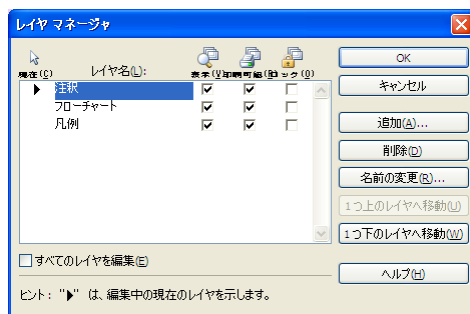 レイヤ マネージャ
現在(C) レイヤ名(L): 表示(V) 印刷可能(R) ロック(O)
注釈
フローチャート
凡例
OK
キャンセル
追加(A)...
削除(D)
名前の変更(R)...
1つ上のレイヤへ移動(U)
1つ下のレイヤへ移動(W)
すべてのレイヤを編集(E)
ヘルプ(H)
ヒント: "▶" は、編集中の現在のレイヤを示します。